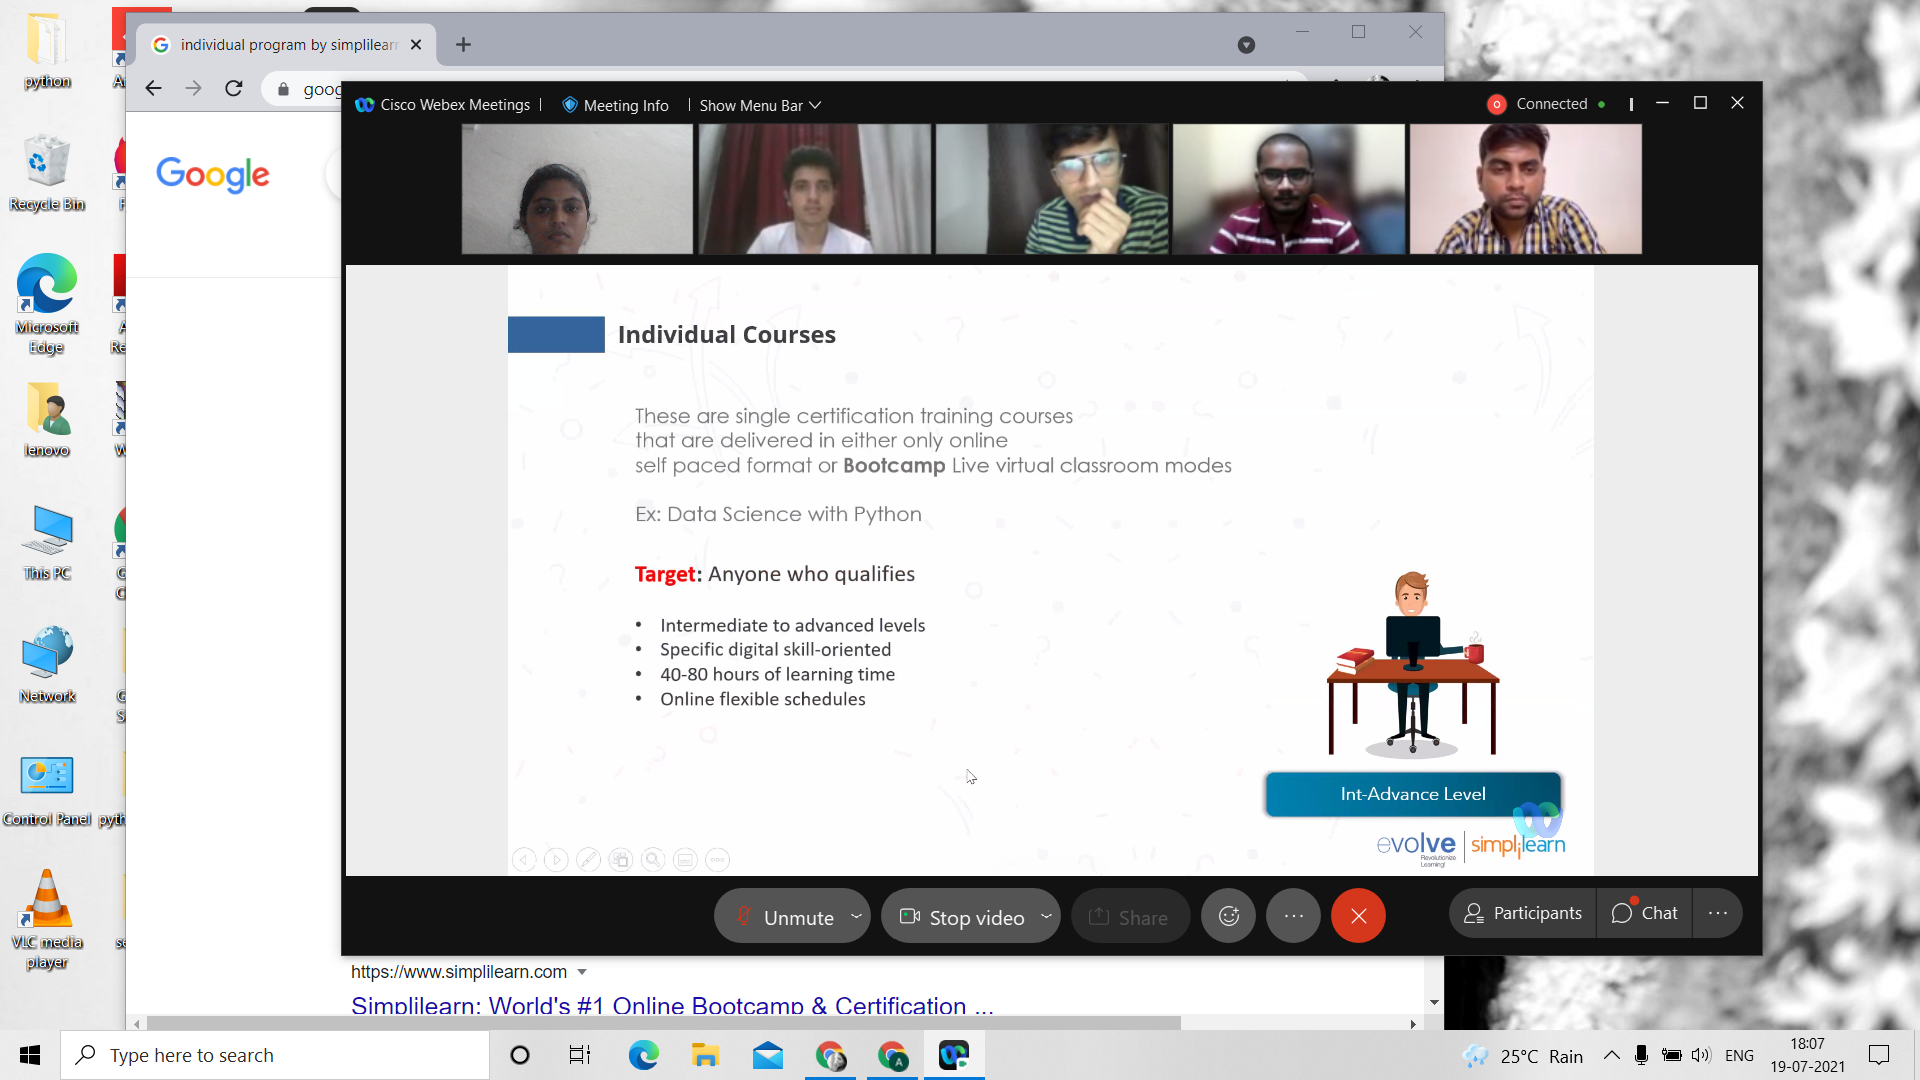 python
Recycle Bin
Microsoft
Edge
lenovo
This PC
Network
Control Panel
VLC media
player
individual program by simplilearn
Google
Cisco Webex Meetings
Meeting Info
Show Menu Bar
Connected
Individual Courses
These are single certification training courses
that are delivered in either only online
self paced format or Bootcamp Live virtual classroom modes
Ex: Data Science with Python
Target: Anyone who qualifies
• Intermediate to advanced levels
• Specific digital skill-oriented
• 40-80 hours of learning time
• Online flexible schedules
Int-Advance Level
evolve
Revolutionize
Learning!
simplilearn
Unmute
Stop video
Share
Participants
Chat
https://www.simplilearn.com
Simplilearn: World's #1 Online Bootcamp & Certification ...
Type here to search
25°C Rain
ENG
18:07
19-07-2021